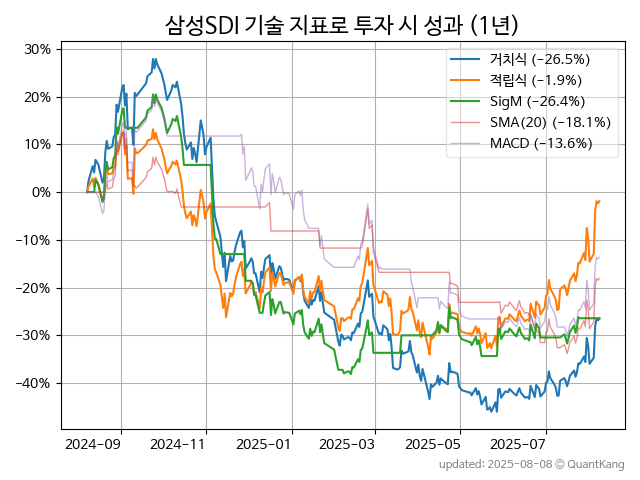 삼성SDI 기술 지표로 투자 시 성과 (1년)
거치식 (−26.5%)
적립식 (−1.9%)
SigM (−26.4%)
SMA(20) (−18.1%)
MACD (−13.6%)
30%
20%
10%
0%
−10%
−20%
−30%
−40%
2024-09 2024-11 2025-01 2025-03 2025-05 2025-07
updated: 2025-08-08 © QuantKang